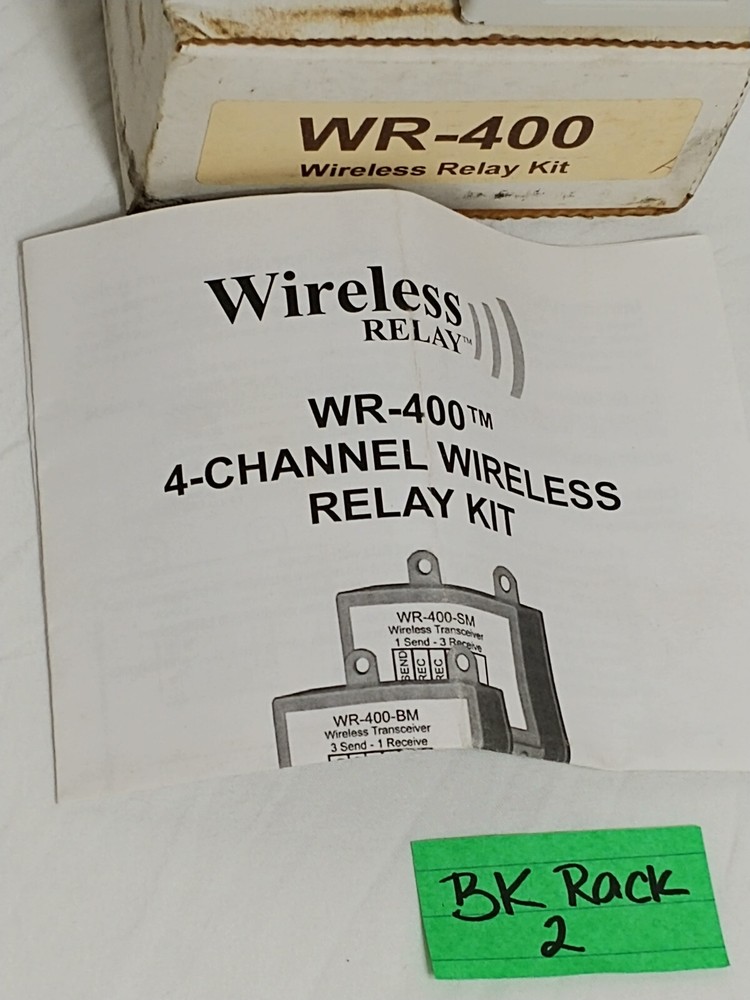 WR-400
Wireless Relay Kit
Wireless
RELAY™
WR-400™
4-CHANNEL WIRELESS
RELAY KIT
WR-400-SM
Wireless Transceiver
1 Send - 3 Receive
SEND
REC
REC
WR-400-BM
Wireless Transceiver
3 Send - 1 Receive
BK Rack
2